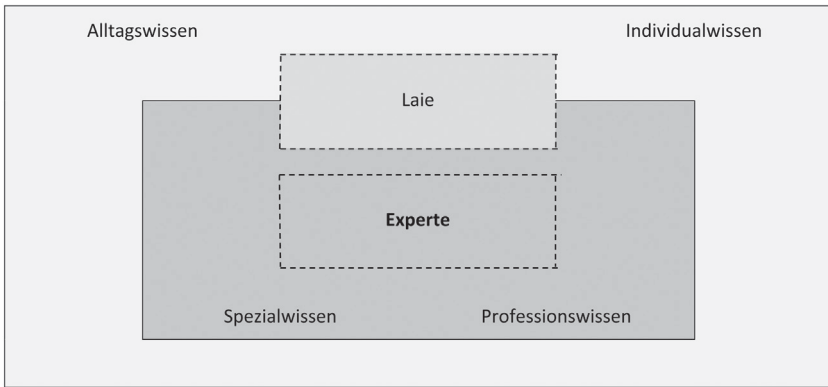 Alltagswissen
Individualwissen
Laie
Experte
Spezialwissen
Professionswissen